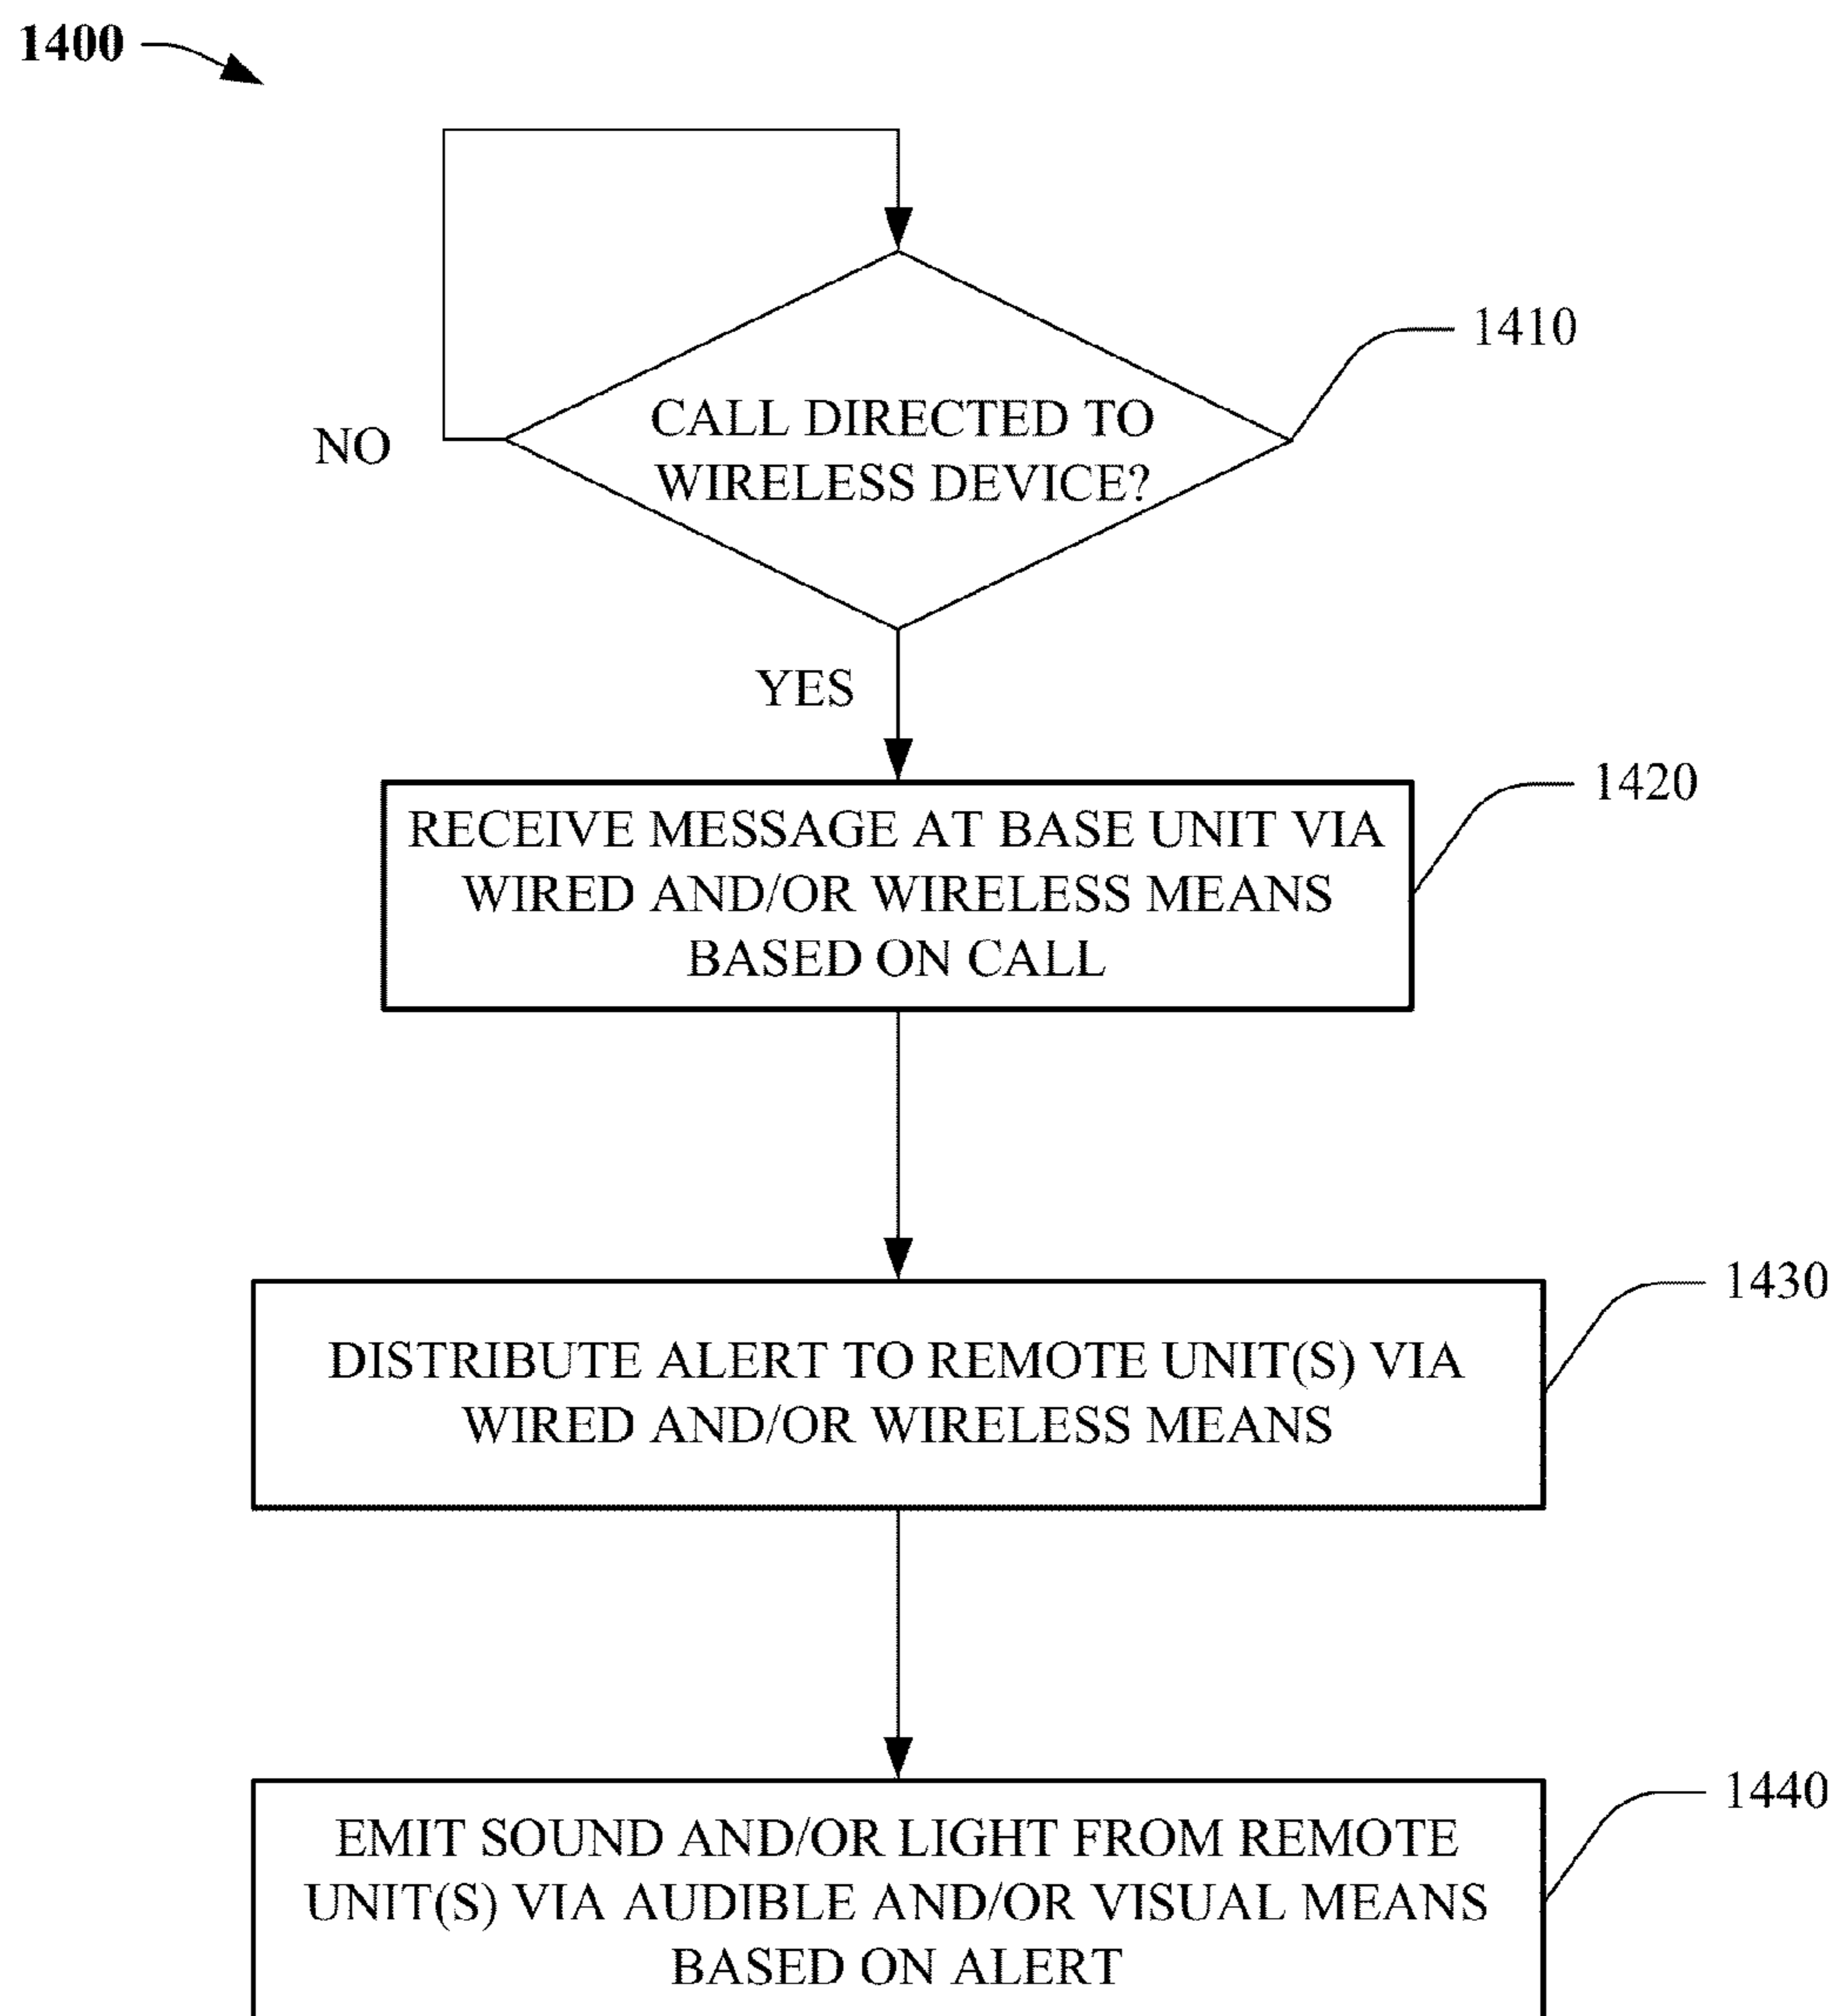 1400
1410
CALL DIRECTED TO
WIRELESS DEVICE?
NO
YES
1420
RECEIVE MESSAGE AT BASE UNIT VIA
WIRED AND/OR WIRELESS MEANS
BASED ON CALL
1430
DISTRIBUTE ALERT TO REMOTE UNIT(S) VIA
WIRED AND/OR WIRELESS MEANS
1440
EMIT SOUND AND/OR LIGHT FROM REMOTE
UNIT(S) VIA AUDIBLE AND/OR VISUAL MEANS
BASED ON ALERT